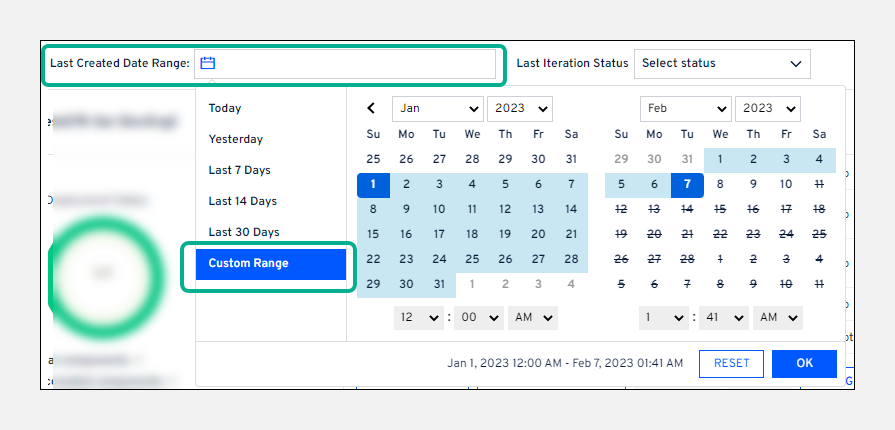 Last Created Date Range:
Last Iteration Status Select status
Today
Yesterday
Last 7 Days
Last 14 Days
Last 30 Days
Custom Range
Jan 2023
Su Mo Tu We Th Fr Sa
25 26 27 28 29 30 31
1 2 3 4 5 6 7
8 9 10 11 12 13 14
15 16 17 18 19 20 21
22 23 24 25 26 27 28
29 30 31 1 2 3 4
12 : 00 AM
Feb 2023
Su Mo Tu We Th Fr Sa
29 30 31 1 2 3 4
5 6 7 8 9 10 11
12 13 14 15 16 17 18
19 20 21 22 23 24 25
26 27 28 1 2 3 4
5 6 7 8 9 10 11
1 : 41 AM
Jan 1, 2023 12:00 AM - Feb 7, 2023 01:41 AM
RESET
OK